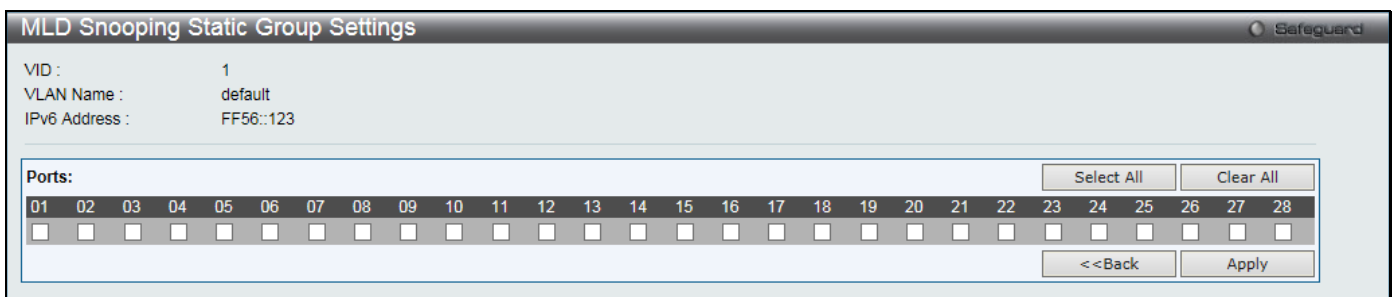 MLD Snooping Static Group Settings
Safeguard
VID : 1
VLAN Name : default
IPv6 Address : FF56::123
Ports: Select All Clear All
01 02 03 04 05 06 07 08 09 10 11 12 13 14 15 16 17 18 19 20 21 22 23 24 25 26 27 28
<<Back Apply